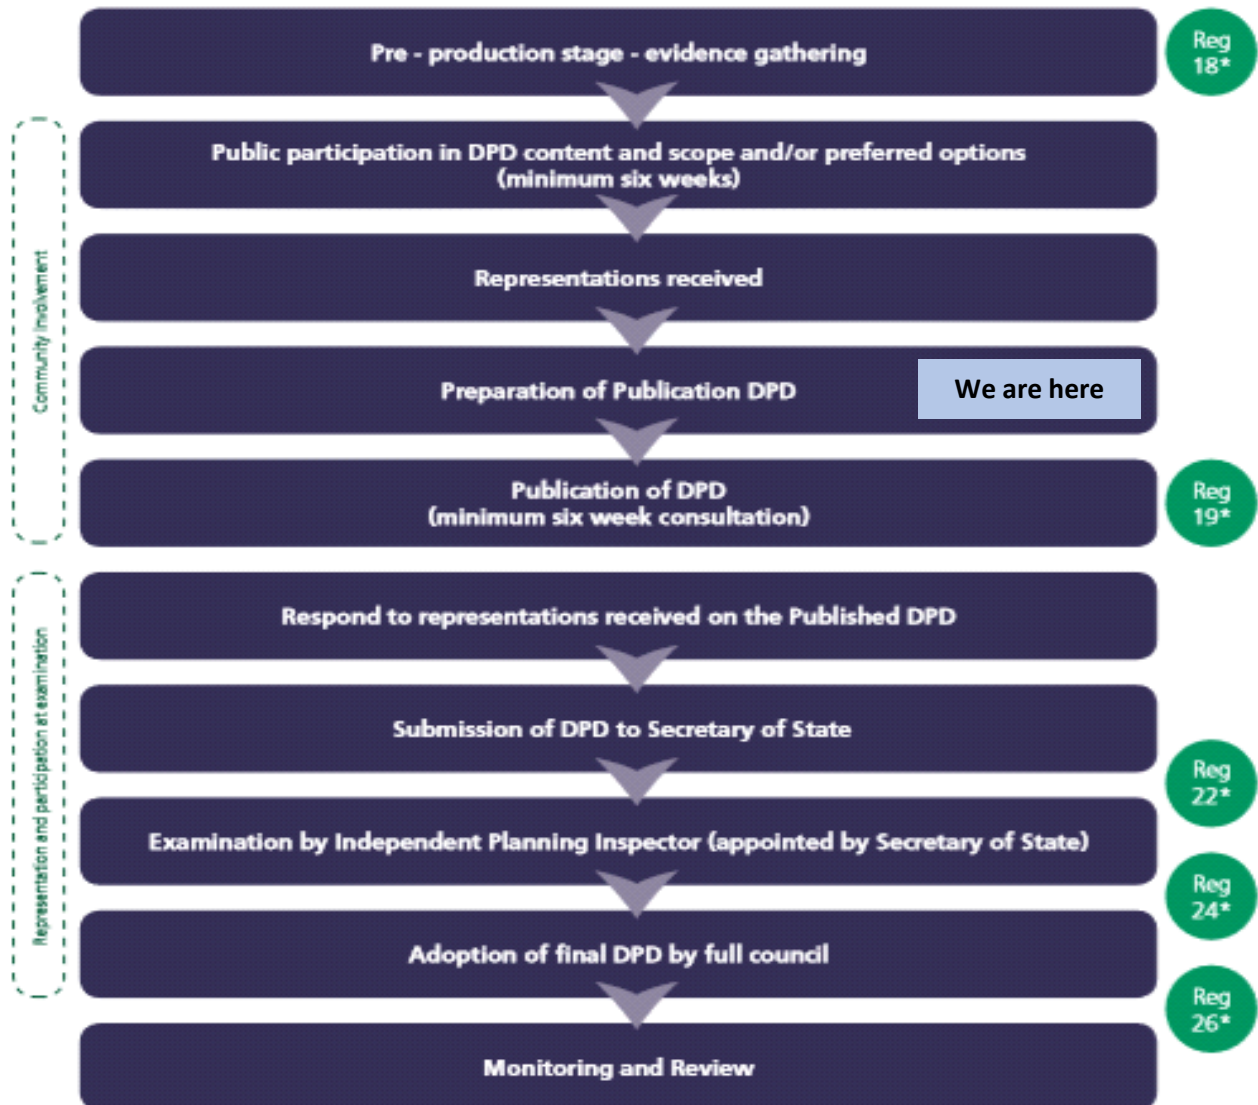 Pre - production stage - evidence gathering
Reg
18*
Community Involvement
Public participation in DPD content and scope and/or preferred options
(minimum six weeks)
Representations received
Preparation of Publication DPD
We are here
Publication of DPD
(minimum six week consultation)
Reg
19*
Representation and participation at examination
Respond to representations received on the Published DPD
Submission of DPD to Secretary of State
Reg
22*
Examination by Independent Planning Inspector (appointed by Secretary of State)
Reg
24*
Adoption of final DPD by full council
Reg
26*
Monitoring and Review